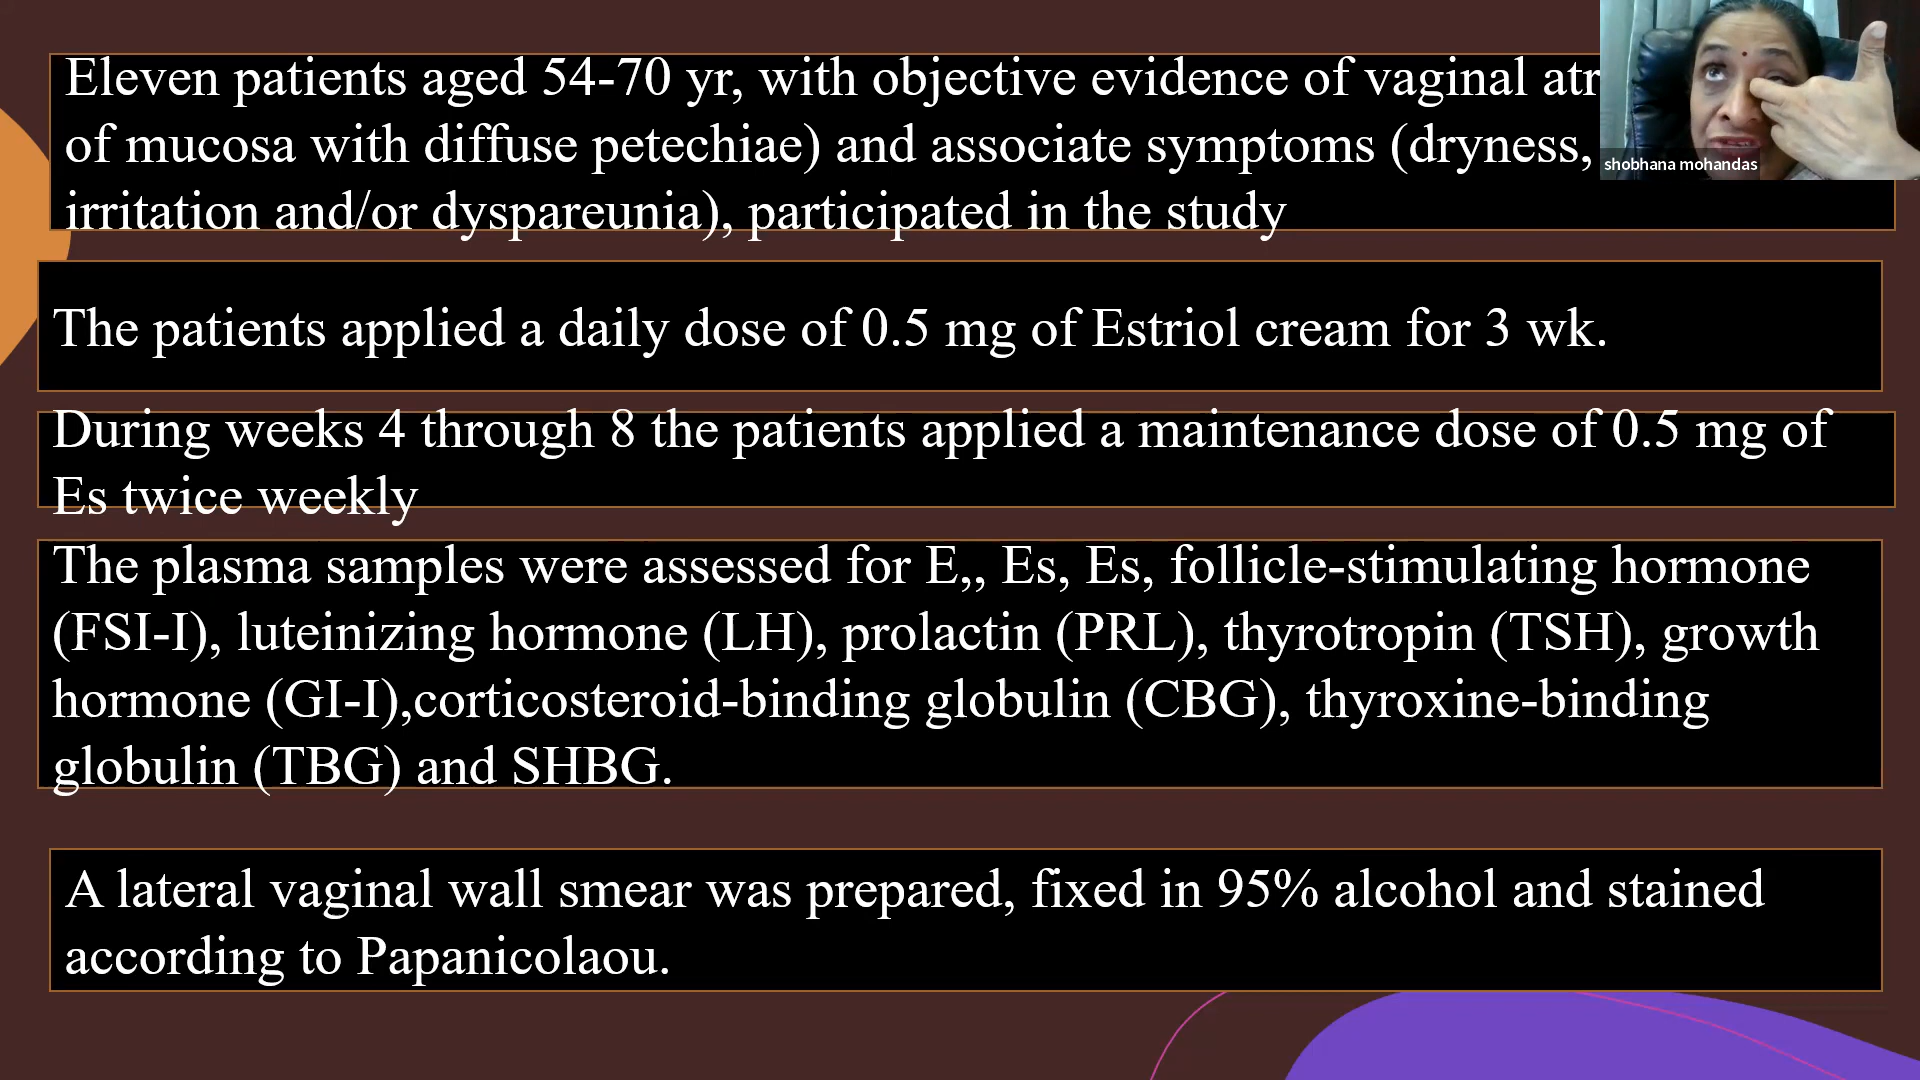 Eleven patients aged 54-70 yr, with objective evidence of vaginal
of mucosa with diffuse petechiae) and associate symptoms (dryness,
irritation and/or dyspareunia), participated in the study
shobhana mohandas
The patients applied a daily dose of 0.5 mg of Estriol cream for 3 wk.
During weeks 4 through 8 the patients applied a maintenance dose of 0.5 mg of
Es twice weekly
The plasma samples were assessed for E,, Es, Es, follicle-stimulating hormone
(FSI-I), luteinizing hormone (LH), prolactin (PRL), thyrotropin (TSH), growth
hormone (GI-I),corticosteroid-binding globulin (CBG), thyroxine-binding
globulin (TBG) and SHBG.
A lateral vaginal wall smear was prepared, fixed in 95% alcohol and stained
according to Papanicolaou.